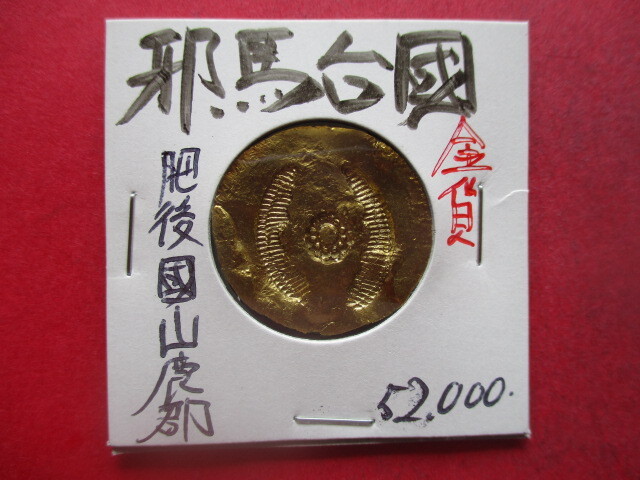 邪馬台國
金貨
肥後國山鹿郡
52,000.